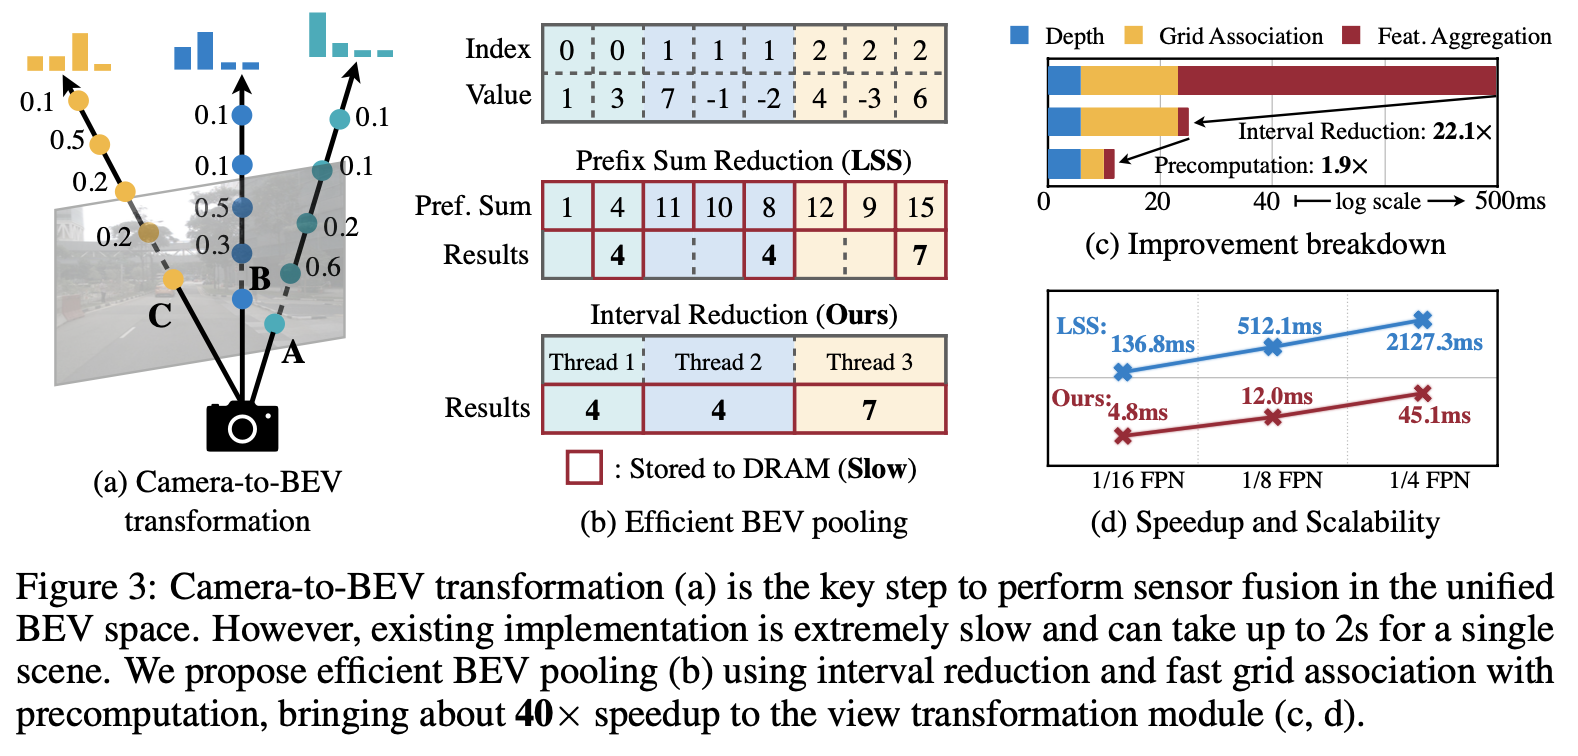 0.1
0.5
0.2
0.2
C
0.1
0.1
0.5
0.3
B
0.1
0.1
0.2
0.6
A
(a) Camera-to-BEV
transformation
Index 0 0 1 1 1 2 2 2
Value 1 3 7 -1 -2 4 -3 6
Prefix Sum Reduction (LSS)
Pref. Sum 1 4 11 10 8 12 9 15
Results 4 4 7
Interval Reduction (Ours)
Thread 1 Thread 2 Thread 3
Results 4 4 7
: Stored to DRAM (Slow)
(b) Efficient BEV pooling
Depth Grid Association Feat. Aggregation
Interval Reduction: 22.1×
Precomputation: 1.9×
0 20 40 log scale 500ms
(c) Improvement breakdown
LSS: 136.8ms 512.1ms 2127.3ms
Ours: 4.8ms 12.0ms 45.1ms
1/16 FPN 1/8 FPN 1/4 FPN
(d) Speedup and Scalability
Figure 3: Camera-to-BEV transformation (a) is the key step to perform sensor fusion in the unified
BEV space. However, existing implementation is extremely slow and can take up to 2s for a single
scene. We propose efficient BEV pooling (b) using interval reduction and fast grid association with
precomputation, bringing about 40× speedup to the view transformation module (c, d).